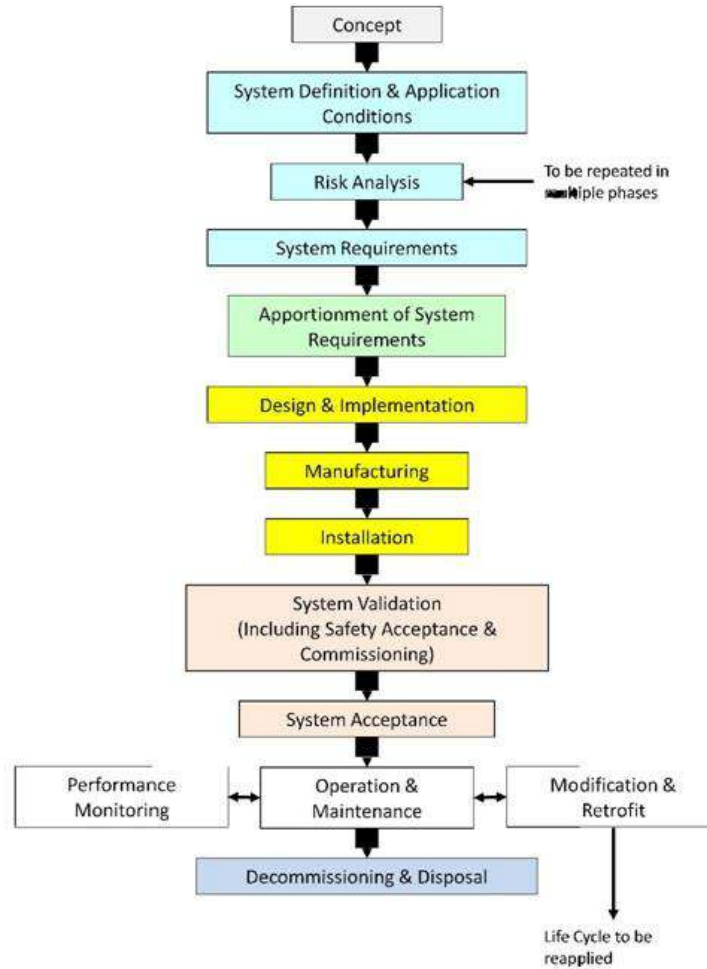 Concept
System Definition & Application
Conditions
Risk Analysis
To be repeated in
phases
System Requirements
Apportionment of System
Requirements
Design & Implementation
Manufacturing
Installation
System Validation
(Including Safety Acceptance &
Commissioning)
System Acceptance
Performance
Monitoring
Operation &
Maintenance
Modification &
Retrofit
Decommissioning & Disposal
Life Cycle to be
reapplied